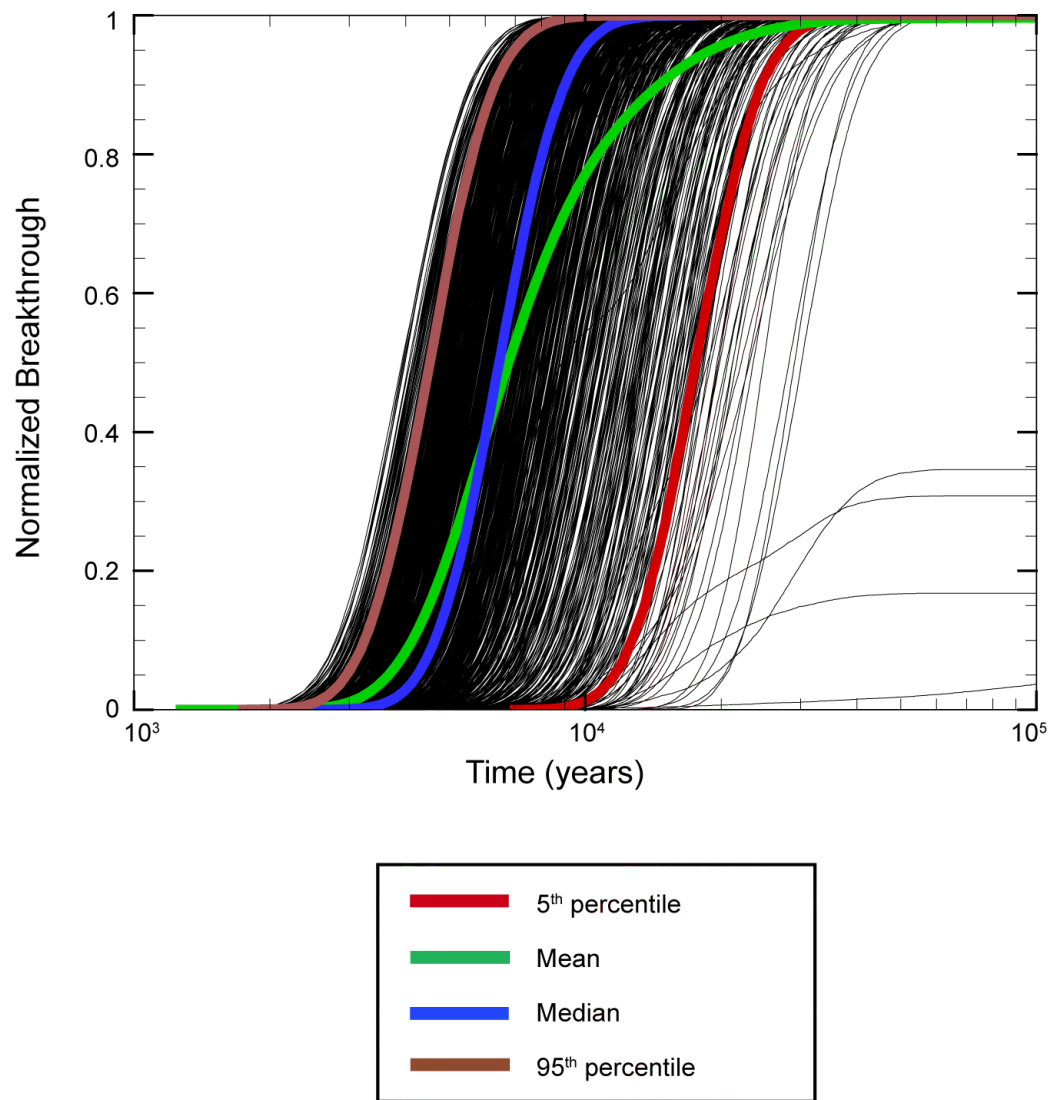 1
0.8
0.6
0.4
0.2
0
Normalized Breakthrough
10³ 10⁴ 10⁵
Time (years)
5ᵗʰ percentile
Mean
Median
95ᵗʰ percentile